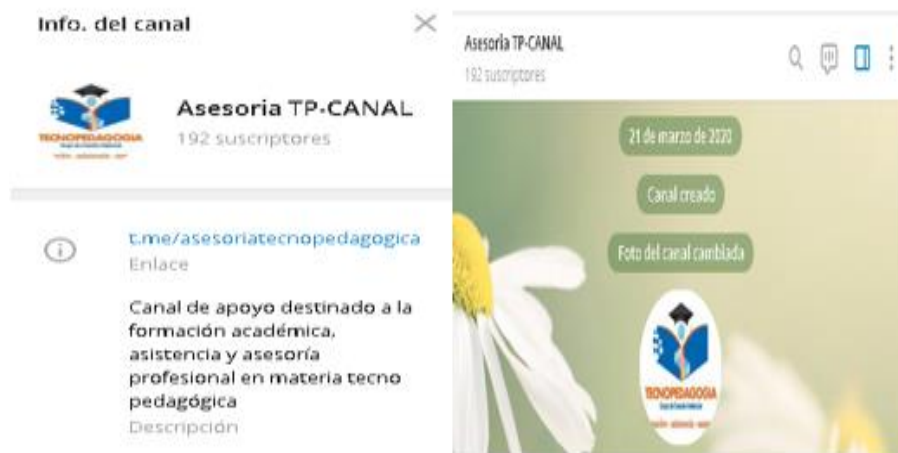 Info. del canal
Asesoria TP-CANAL
192 suscriptores
TECNOPEDAGOGIA
t.me/asesoriatecnopedagogica
Enlace
Canal de apoyo destinado a la
formación académica,
asistencia y asesoría
profesional en materia tecno
pedagógica
Descripción
Asesoria TP-CANAL
192 suscriptores
21 de marzo de 2020
Canal creado
Foto del canal cambiada
TECNOPEDAGOGIA